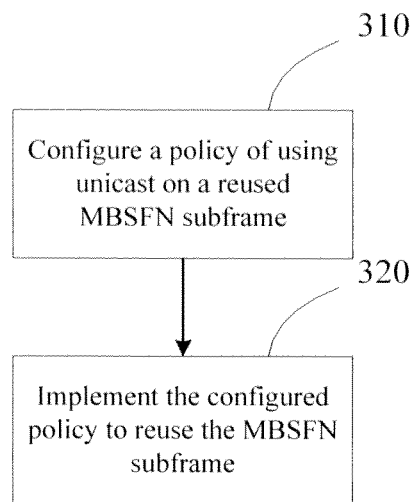 310
Configure a policy of using
unicast on a reused
MBSFN subframe
320
Implement the configured
policy to reuse the MBSFN
subframe